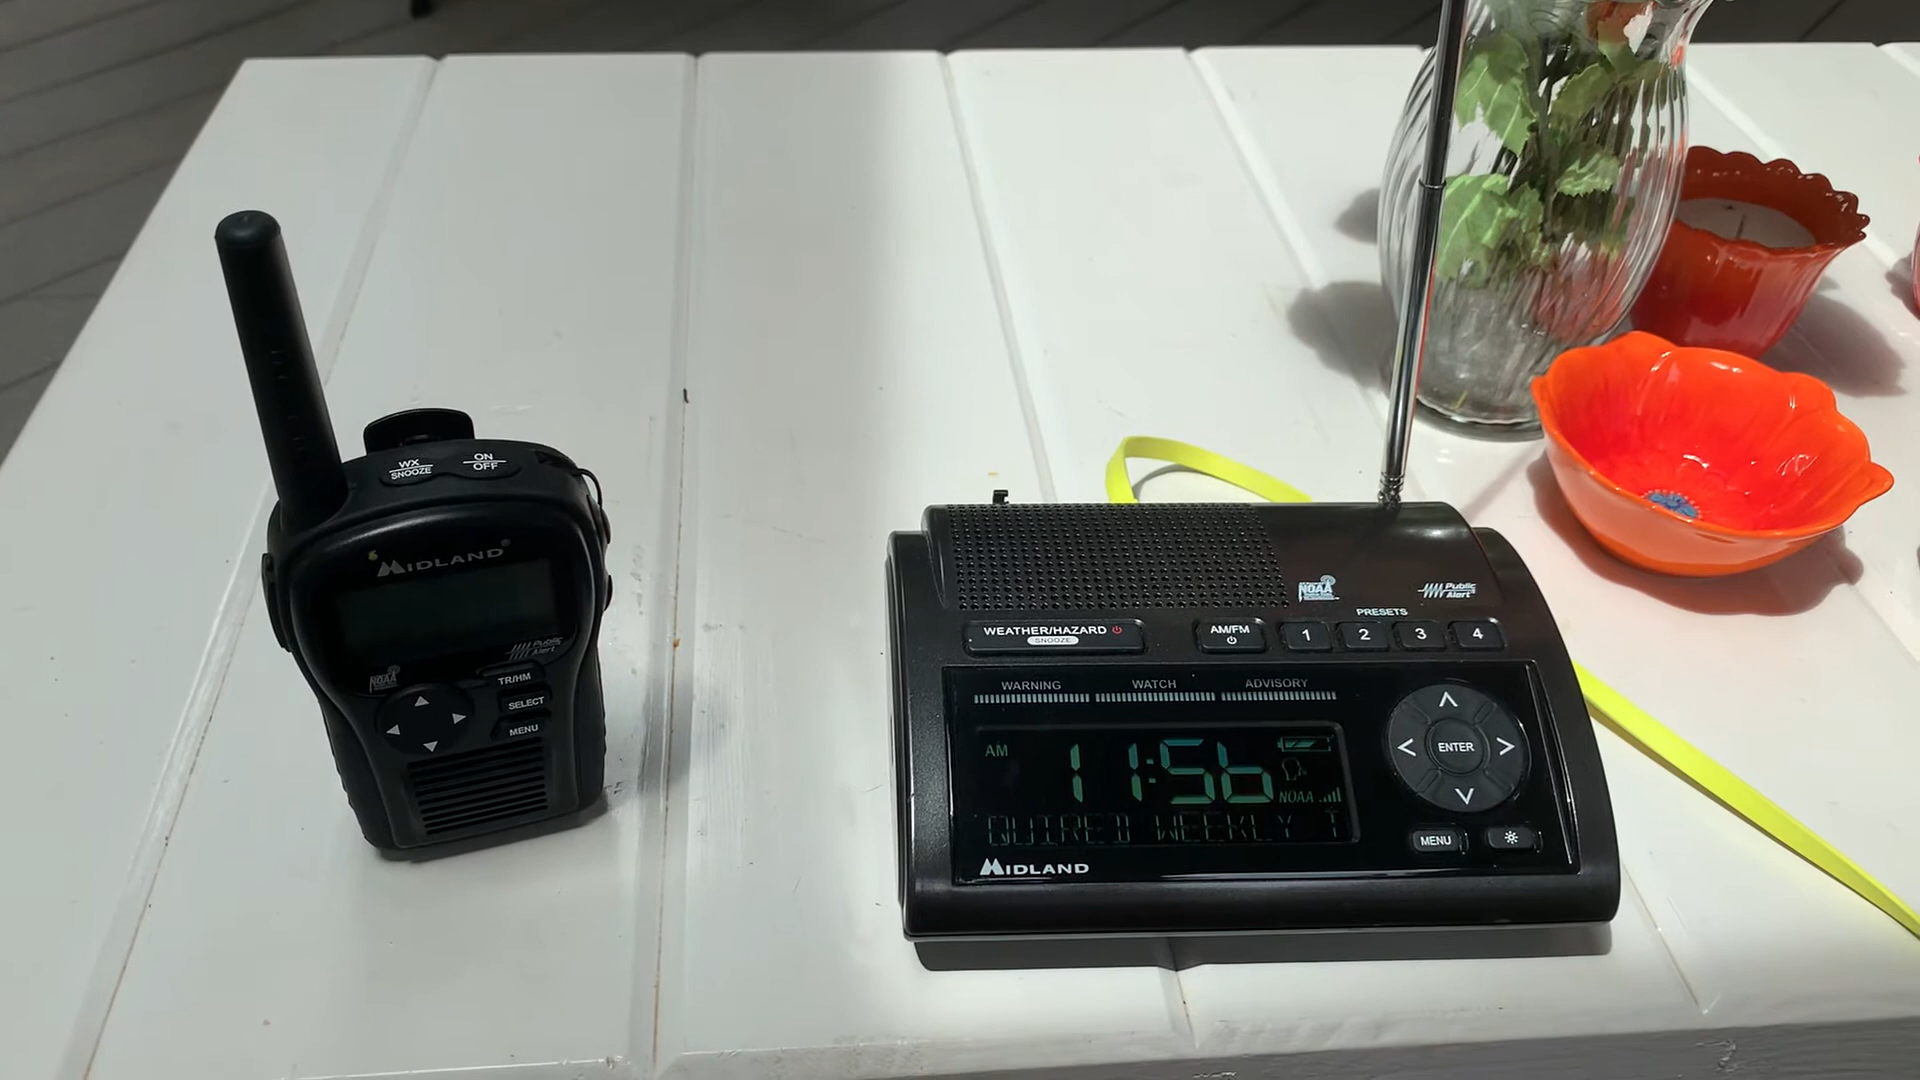 WX
SNOOZE
ON
OFF
MIDLAND
Public
Alert
NOAA
TR/HM
SELECT
MENU
NOAA
Public
Alert
PRESETS
WEATHER/HAZARD
SNOOZE
AM/FM
1
2
3
4
WARNING
WATCH
ADVISORY
AM
11:56
NOAA
QUIRED WEEKLY T
ENTER
MENU
MIDLAND